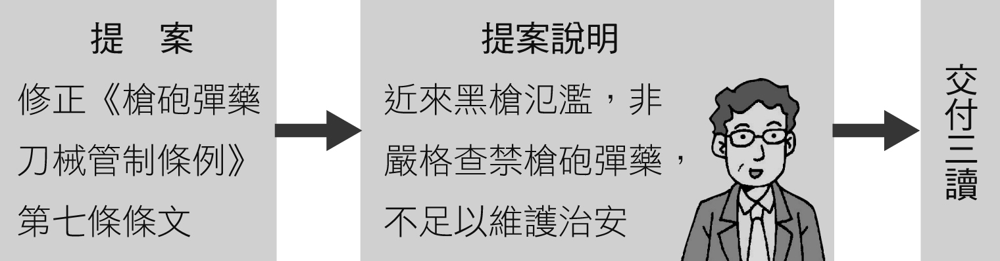 提　案
修正《槍砲彈藥
刀械管制條例》
第七條條文
提案說明
近來黑槍氾濫，非
嚴格查禁槍砲彈藥，
不足以維護治安
交付三讀